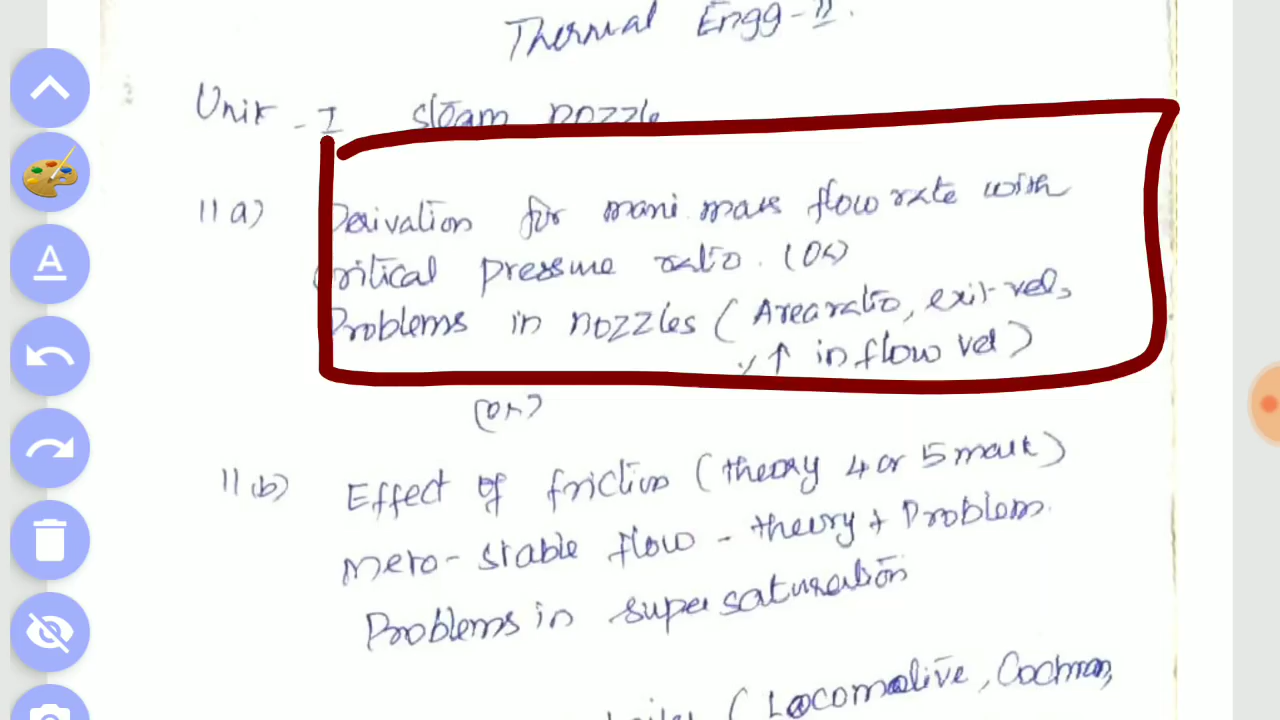 Thermal Engg-II.
Unit - I steam nozzle
11 a) Derivation for maxi mass flow rate with
critical pressure ratio. (Or)
Problems in nozzles (Area ratio, exit vel,
↑ in flow vel)
(or)
11 (b) Effect of friction (theory 4 or 5 mark)
meta-stable flow - theory + Problem.
Problems in super saturation
(Locomotive, Cochran,
A